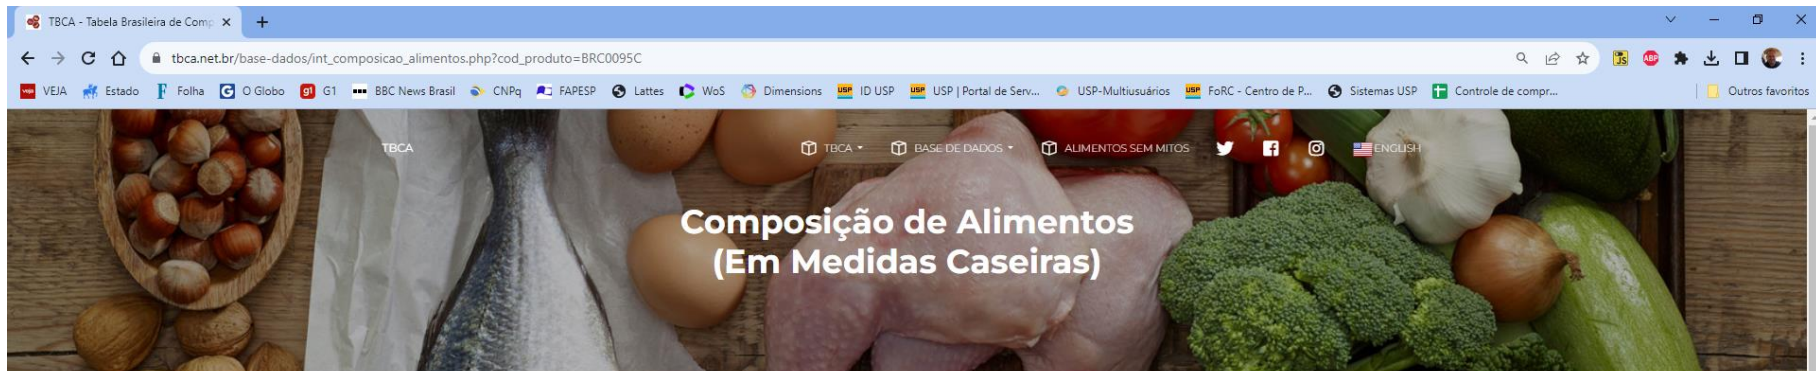 TBCA - Tabela Brasileira de Comp
tbca.net.br/base-dados/int_composicao_alimentos.php?cod_produto=BRC0095C
VEJA Estado Folha O Globo G1 BBC News Brasil CNPq FAPESP Lattes WoS Dimensions ID USP USP | Portal de Serv... USP-Multiusuários FoRC - Centro de P... Sistemas USP Controle de compr... Outros favoritos
TBCA TBCA BASE DE DADOS ALIMENTOS SEM MITOS ENGLISH
Composição de Alimentos
(Em Medidas Caseiras)